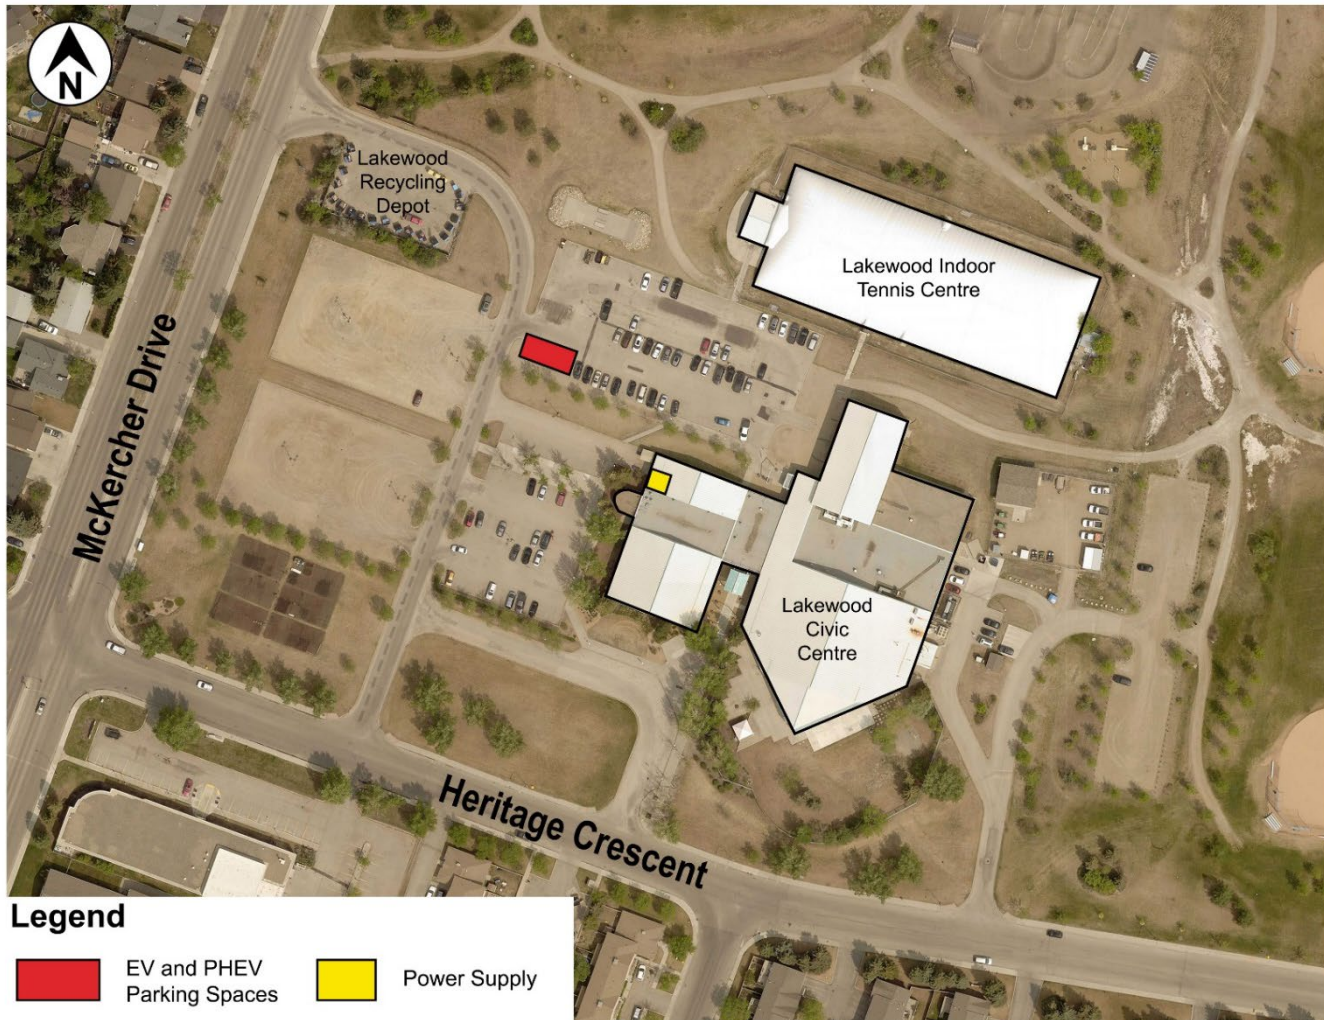 N
Lakewood
Recycling
Depot
Lakewood Indoor
Tennis Centre
McKercher Drive
Lakewood
Civic
Centre
Heritage Crescent
Legend
EV and PHEV
Parking Spaces
Power Supply